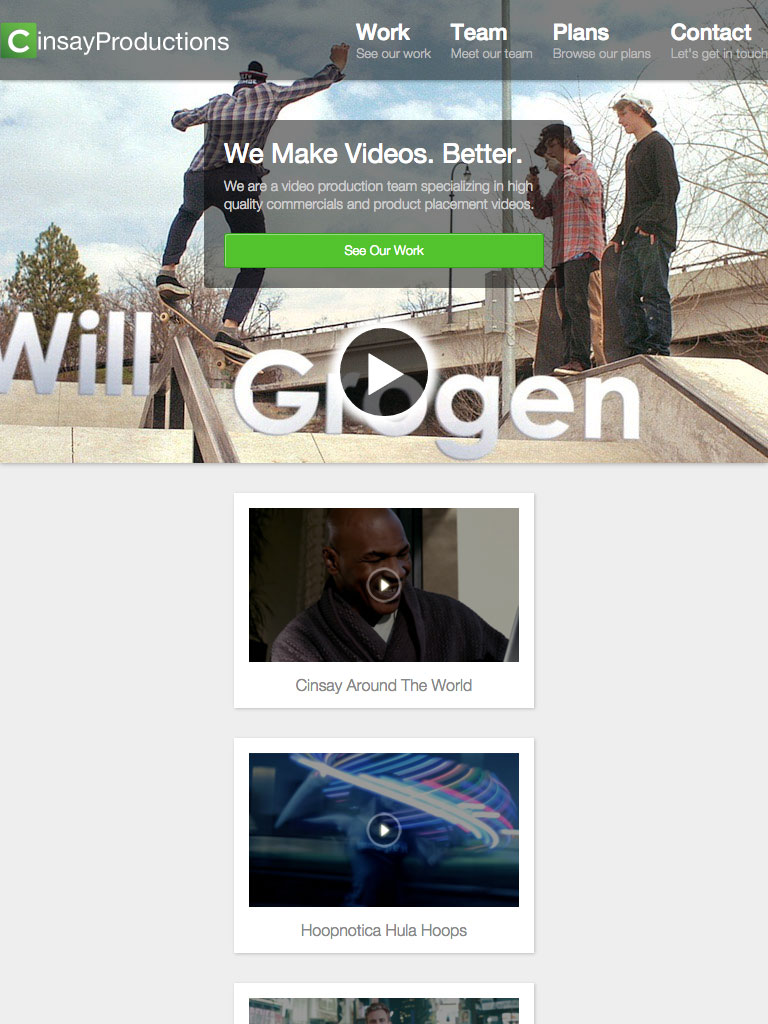 CinsayProductions
Work
See our work
Team
Meet our team
Plans
Browse our plans
Contact
Let's get in touch
We Make Videos. Better.
We are a video production team specializing in high
quality commercials and product placement videos.
See Our Work
Will
Grogen
Cinsay Around The World
Hoopnotica Hula Hoops